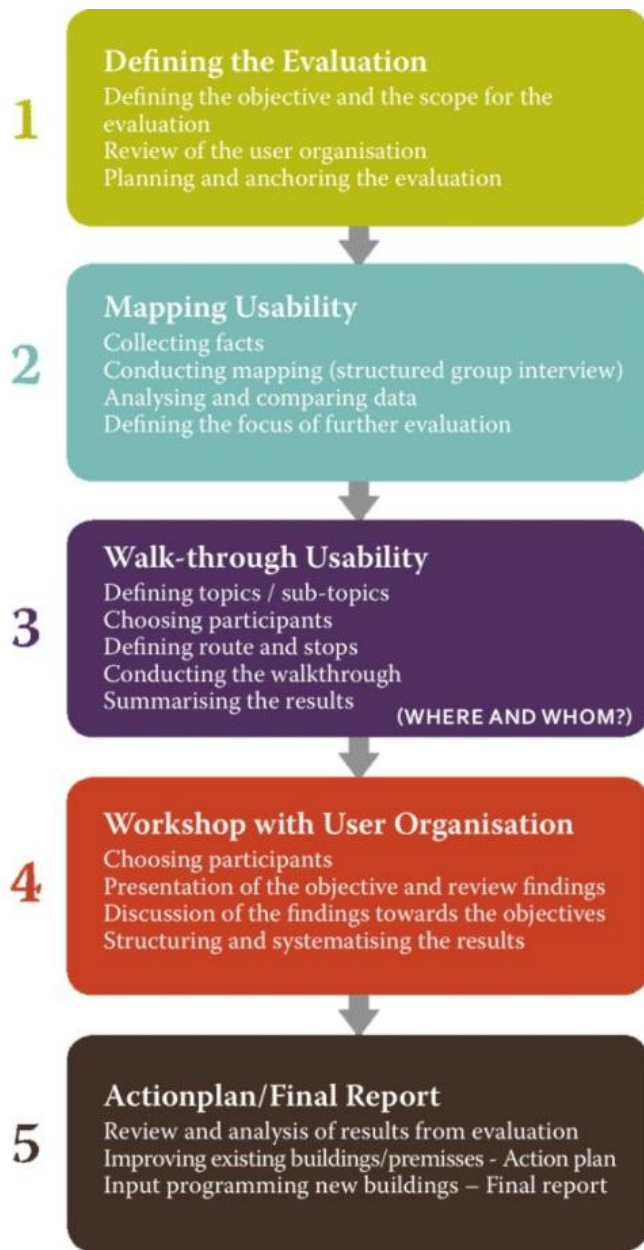 1
Defining the Evaluation
Defining the objective and the scope for the
evaluation
Review of the user organisation
Planning and anchoring the evaluation
2
Mapping Usability
Collecting facts
Conducting mapping (structured group interview)
Analysing and comparing data
Defining the focus of further evaluation
3
Walk-through Usability
Defining topics / sub-topics
Choosing participants
Defining route and stops
Conducting the walkthrough
Summarising the results
(WHERE AND WHOM?)
4
Workshop with User Organisation
Choosing participants
Presentation of the objective and review findings
Discussion of the findings towards the objectives
Structuring and systematising the results
5
Actionplan/Final Report
Review and analysis of results from evaluation
Improving existing buildings/premisses - Action plan
Input programming new buildings – Final report